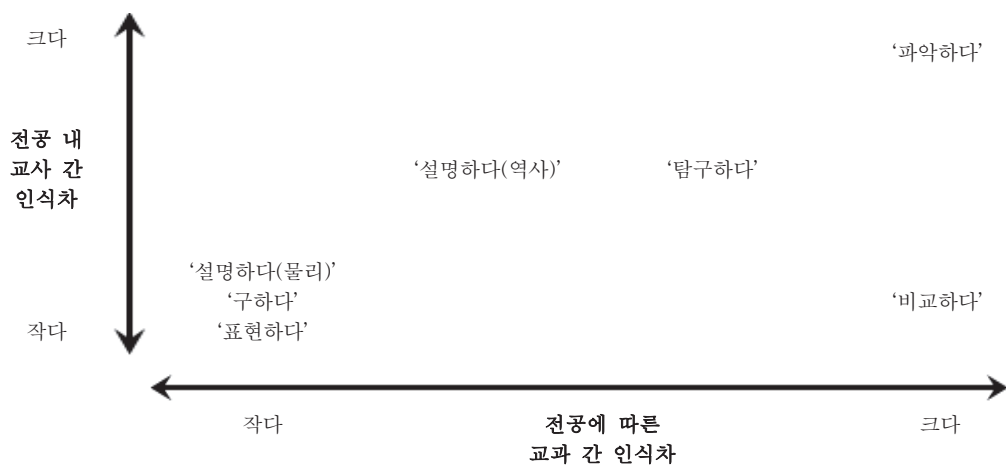 크다
‘파악하다’
전공 내
교사 간
인식차
‘설명하다(역사)’
‘탐구하다’
‘설명하다(물리)’
‘구하다’
‘표현하다’
‘비교하다’
작다
작다
전공에 따른
교과 간 인식차
크다